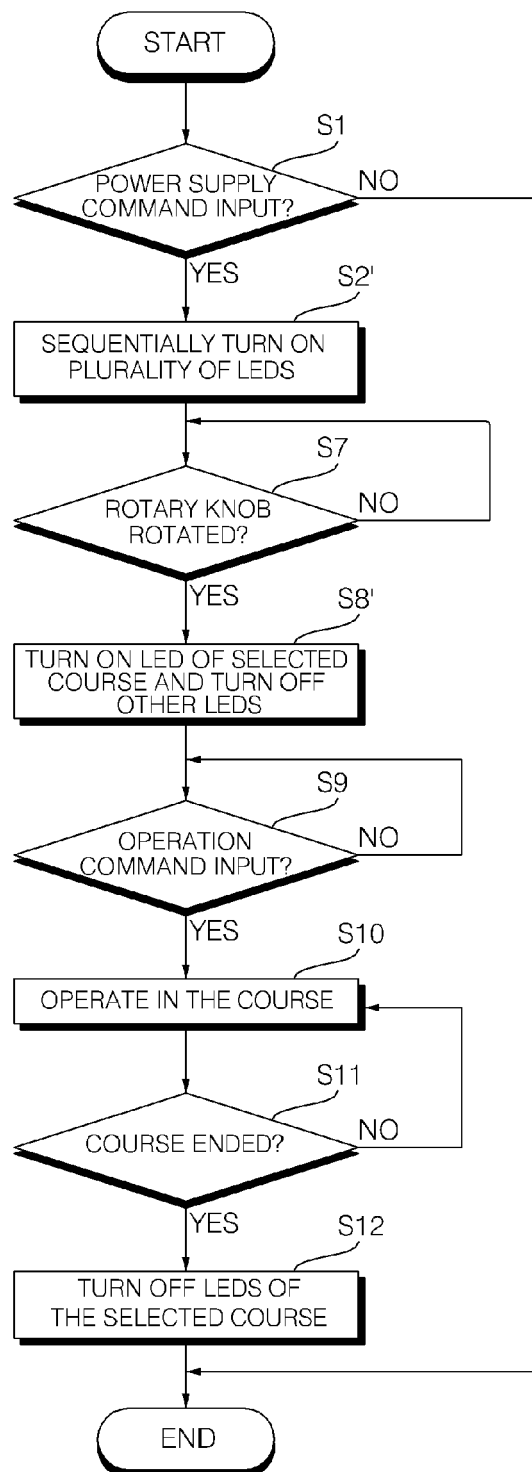 START
S1
POWER SUPPLY
COMMAND INPUT?
NO
YES
S2'
SEQUENTIALLY TURN ON
PLURALITY OF LEDS
S7
ROTARY KNOB
ROTATED?
NO
YES
S8'
TURN ON LED OF SELECTED
COURSE AND TURN OFF
OTHER LEDS
S9
OPERATION
COMMAND INPUT?
NO
YES
S10
OPERATE IN THE COURSE
S11
COURSE ENDED?
NO
YES
S12
TURN OFF LEDS OF
THE SELECTED COURSE
END